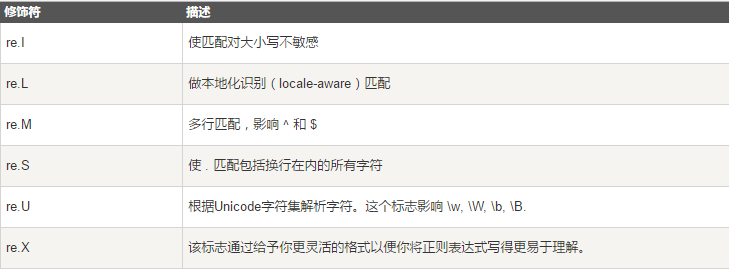 修饰符 描述
re.I 使匹配对大小写不敏感
re.L 做本地化识别（locale-aware）匹配
re.M 多行匹配，影响 ^ 和 $
re.S 使 . 匹配包括换行在内的所有字符
re.U 根据Unicode字符集解析字符。这个标志影响 \w, \W, \b, \B.
re.X 该标志通过给予你更灵活的格式以便你将正则表达式写得更易于理解。